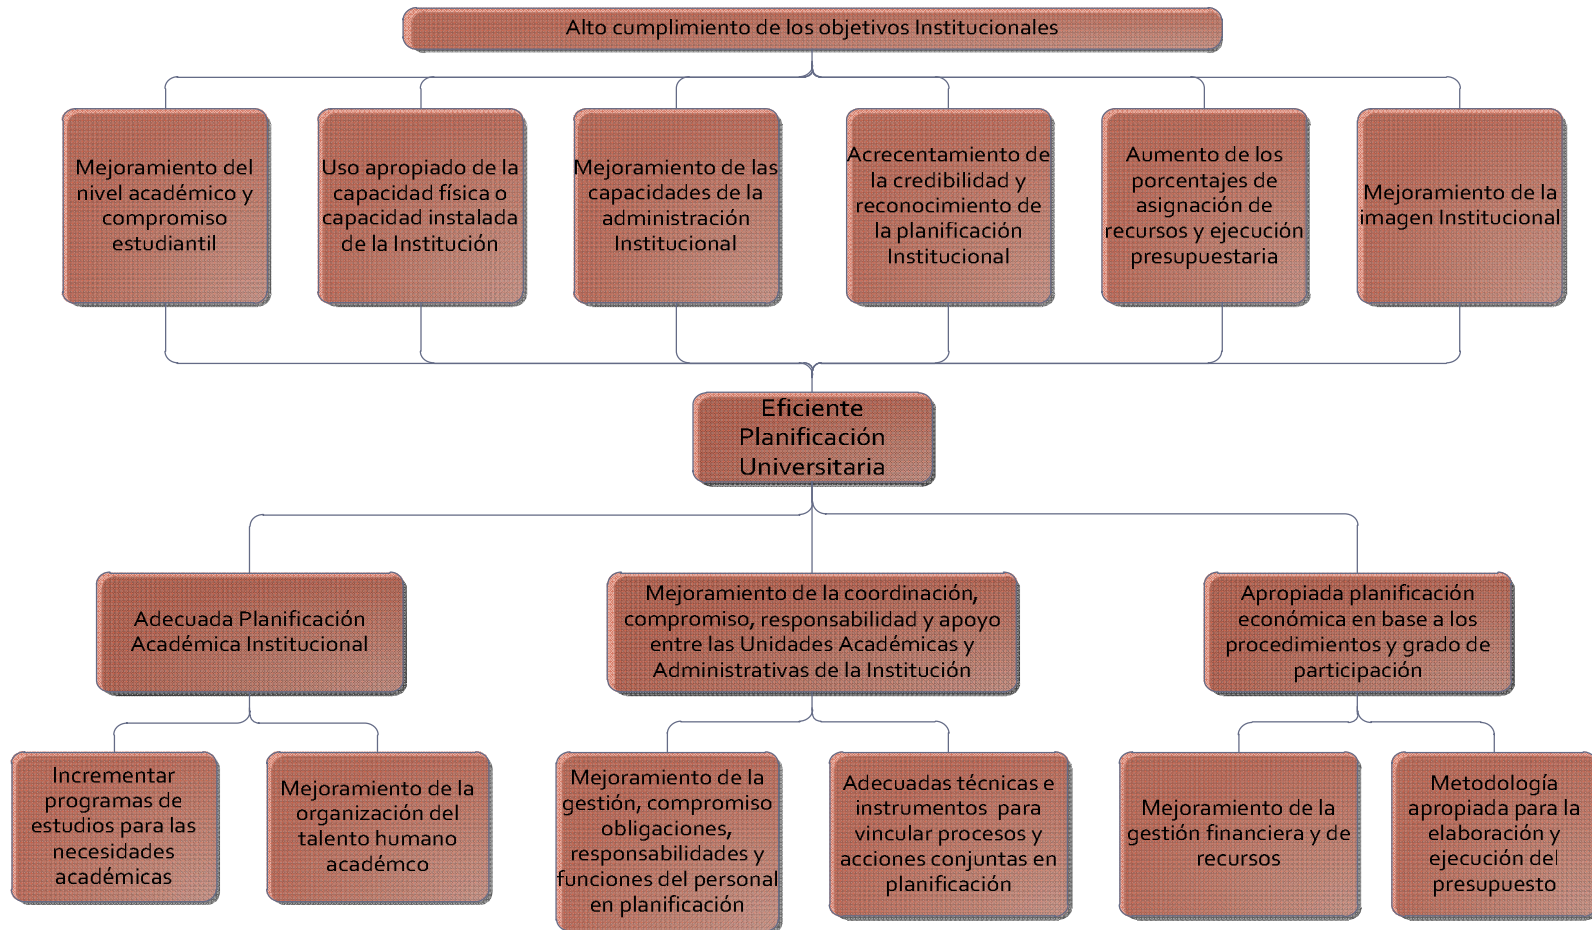 Alto cumplimiento de los objetivos Institucionales
Mejoramiento del
nivel académico y
compromiso
estudiantil
Uso apropiado de la
capacidad física o
capacidad instalada
de la Institución
Mejoramiento de las
capacidades de la
administración
Institucional
Acrecentamiento de
la credibilidad y
reconocimiento de
la planificación
Institucional
Aumento de los
porcentajes de
asignación de
recursos y ejecución
presupuestaria
Mejoramiento de la
imagen Institucional
Eficiente
Planificación
Universitaria
Adecuada Planificación
Académica Institucional
Mejoramiento de la coordinación,
compromiso, responsabilidad y apoyo
entre las Unidades Académicas y
Administrativas de la Institución
Apropiada planificación
económica en base a los
procedimientos y grado de
participación
Incrementar
programas de
estudios para las
necesidades
académicas
Mejoramiento de la
organización del
talento humano
académco
Mejoramiento de la
gestión, compromiso
obligaciones,
responsabilidades y
funciones del personal
en planificación
Adecuadas técnicas e
instrumentos  para
vincular procesos y
acciones conjuntas en
planificación
Mejoramiento de la
gestión financiera y de
recursos
Metodología
apropiada para la
elaboración y
ejecución del
presupuesto